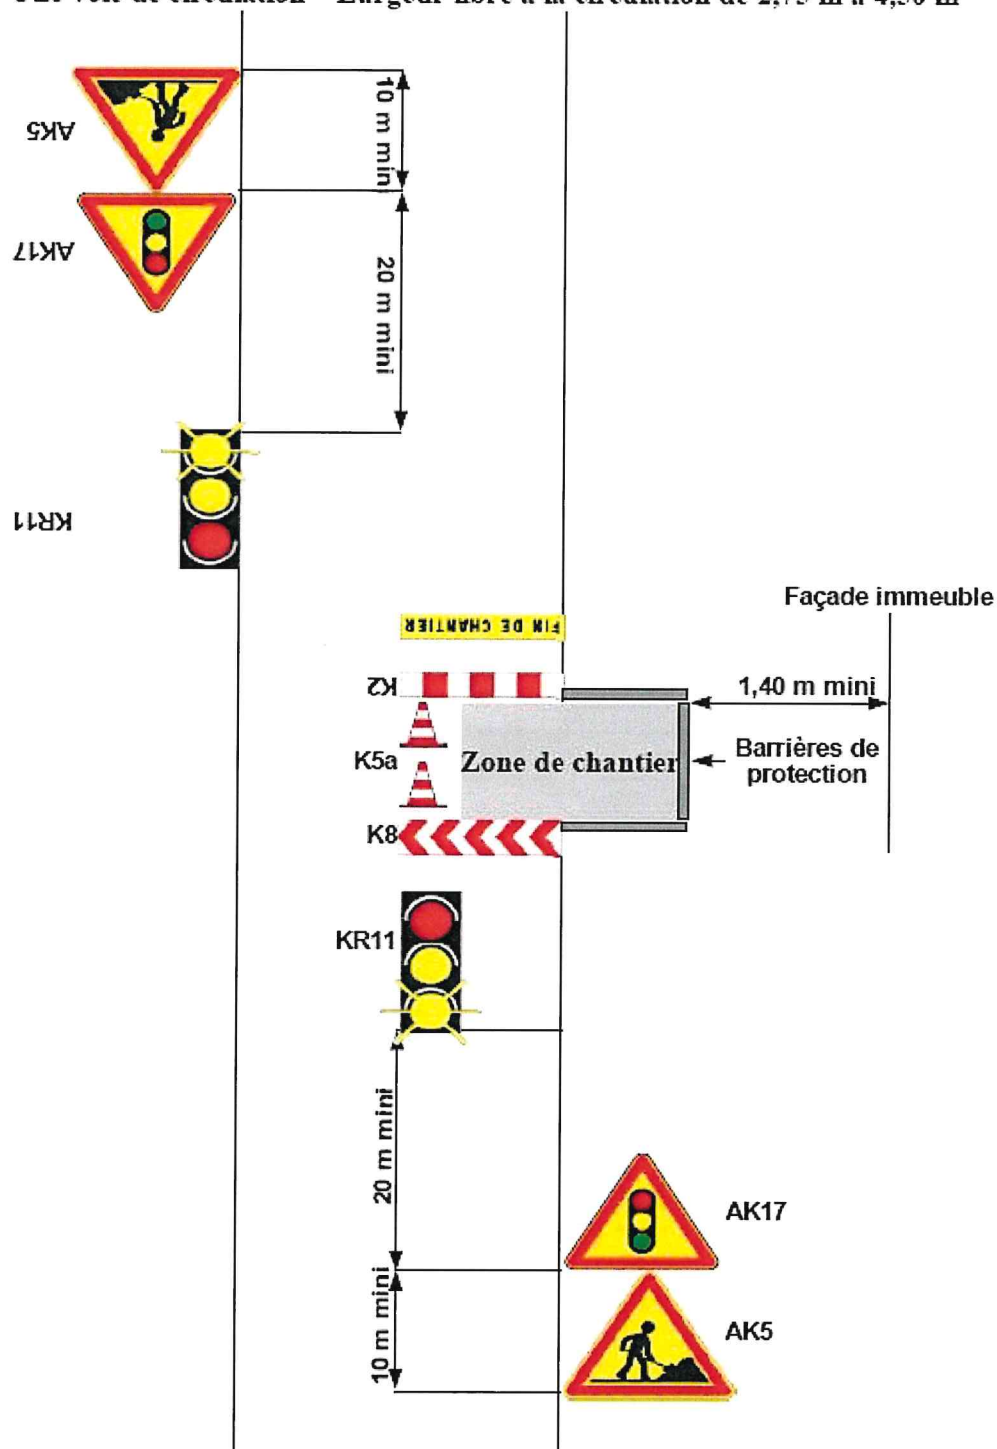 AK5
10 m mini
AK17
20 m mini
KR11
Façade immeuble
FIN DE CHANTIER
K2
1,40 m mini
K5a
Zone de chantier
Barrières de
protection
K8
KR11
20 m mini
AK17
10 m mini
AK5